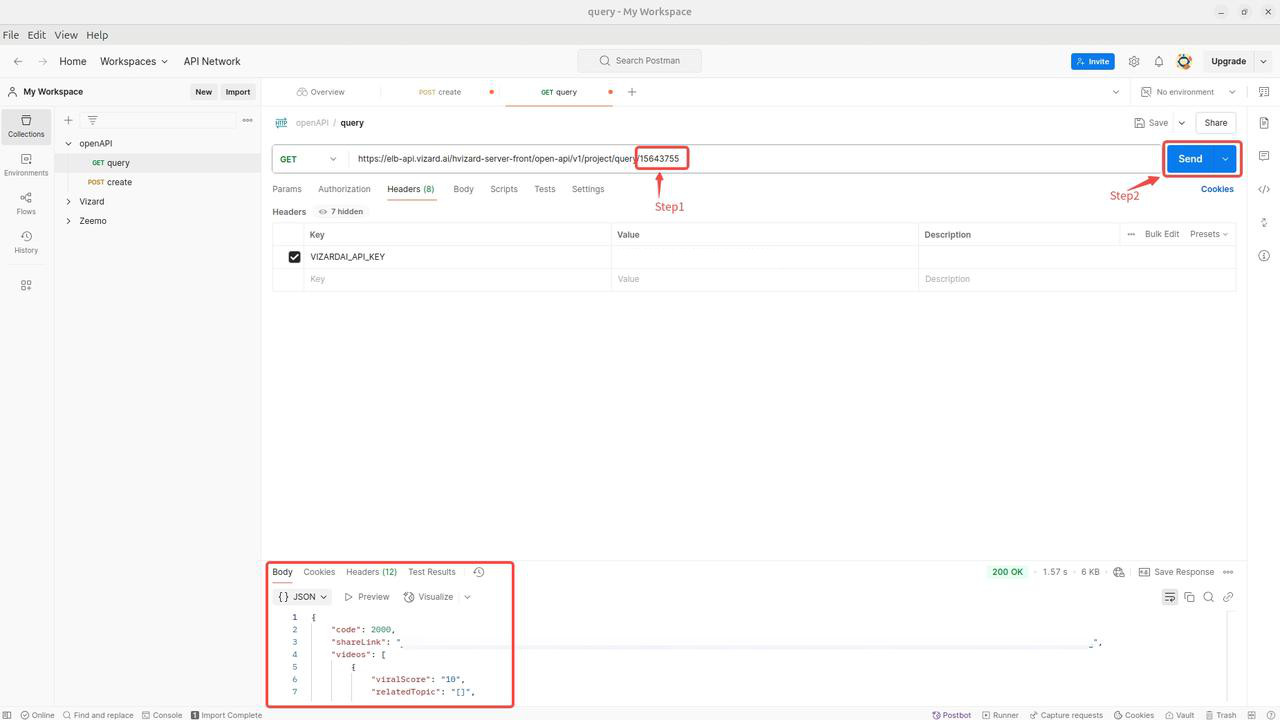 query - My Workspace
File Edit View Help
Home Workspaces API Network Search Postman Invite Upgrade
My Workspace New Import Overview POST create GET query No environment
Collections
Environments
Flows
History
openAPI
GET query
POST create
Vizard
Zeemo
HTTP openAPI / query Save Share
GET https://elb-api.vizard.ai/hvizard-server-front/open-api/v1/project/query/15643755 Send
Step1
Step2
Params Authorization Headers (8) Body Scripts Tests Settings Cookies
Headers 7 hidden
Key Value Description Bulk Edit Presets
VIZARDAI_API_KEY
Key Value Description
Body Cookies Headers (12) Test Results 200 OK 1.57 s 6 KB Save Response
{ } JSON Preview Visualize
1 {
2 "code": 2000,
3 "shareLink": " ",
4 "videos": [
5 {
6 "viralScore": "10",
7 "relatedTopic": "[]",
Online Find and replace Console Import Complete Postbot Runner Capture requests Cookies Vault Trash